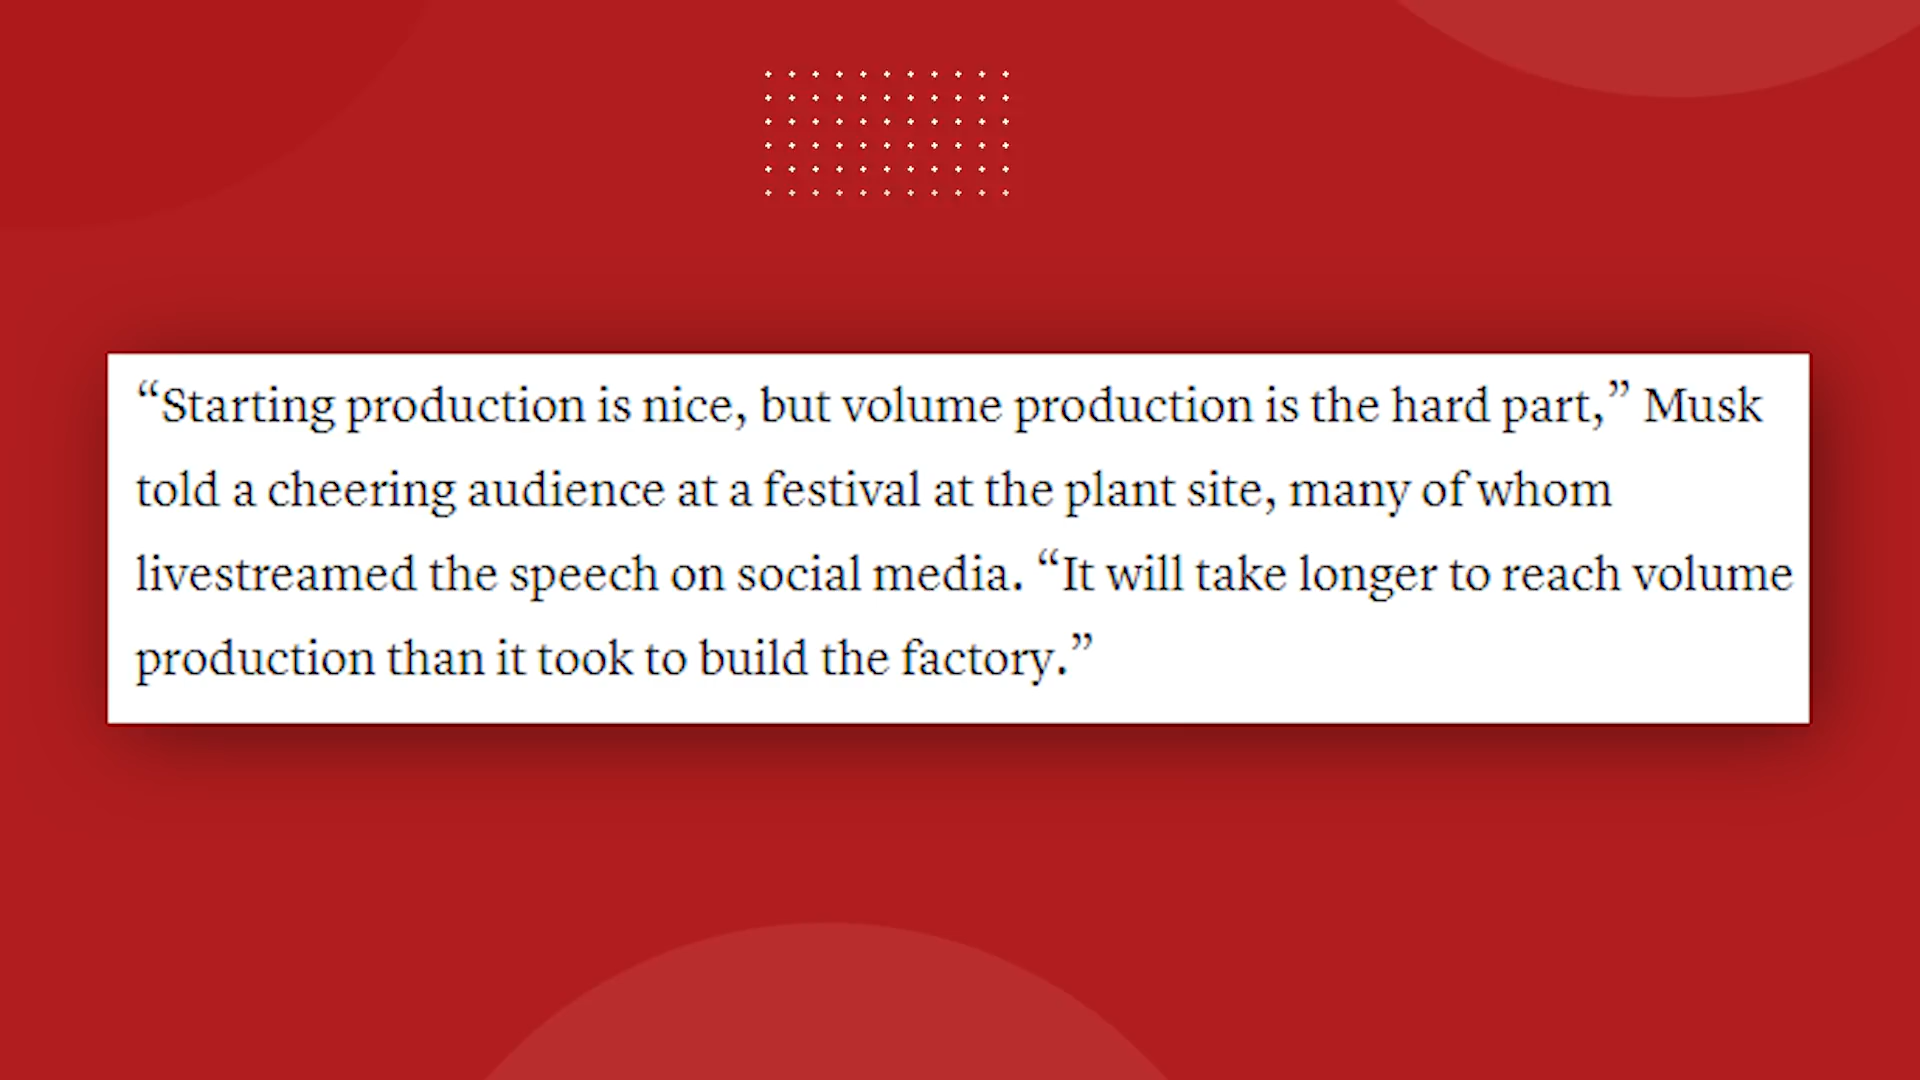 “Starting production is nice, but volume production is the hard part,” Musk
told a cheering audience at a festival at the plant site, many of whom
livestreamed the speech on social media. “It will take longer to reach volume
production than it took to build the factory.”